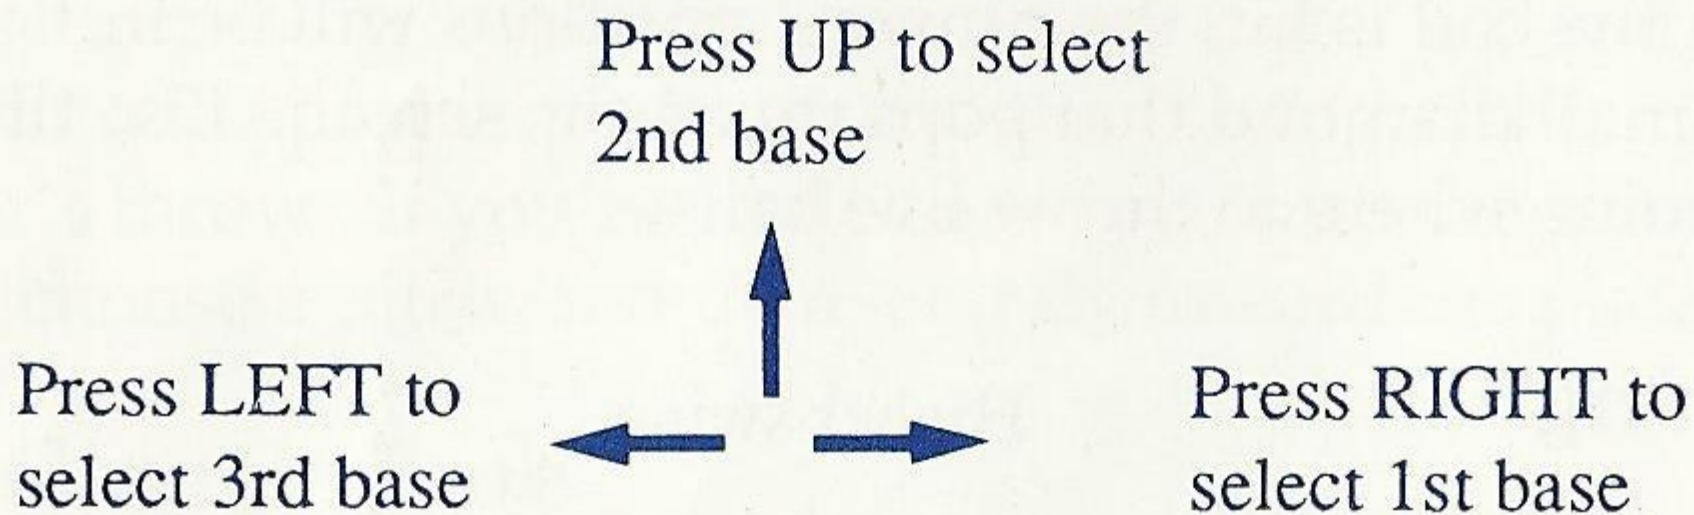 Press UP to select
2nd base
Press LEFT to
select 3rd base
Press RIGHT to
select 1st base